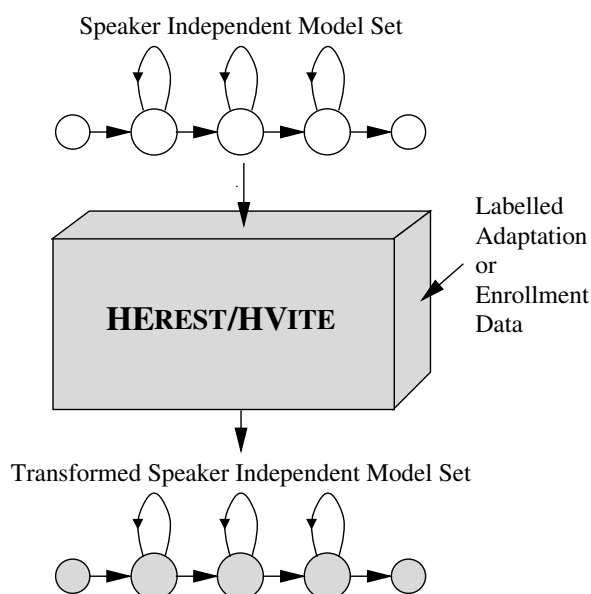 Speaker Independent Model Set
Labelled
Adaptation
or
Enrollment
Data
HEREST/HVITE
Transformed Speaker Independent Model Set